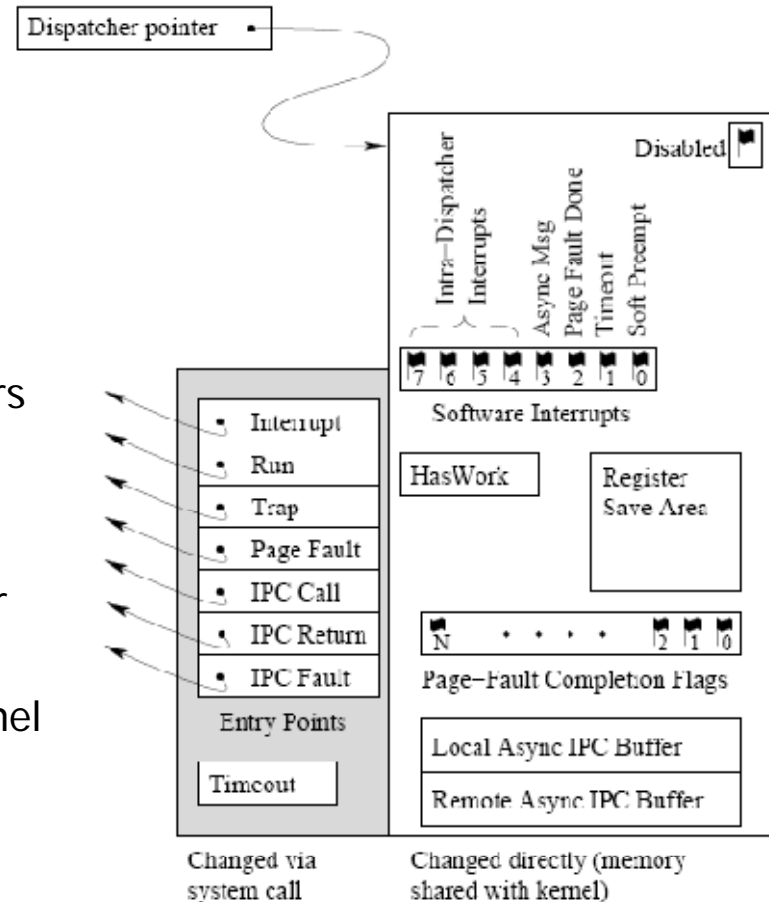 Dispatcher pointer
Disabled
Intra-Dispatcher
Interrupts
Async Msg
Page Fault Done
Timeout
Soft Preempt
7 6 5 4 3 2 1 0
Software Interrupts
HasWork
Register
Save Area
N . . . . 2 1 0
Page-Fault Completion Flags
Local Async IPC Buffer
Remote Async IPC Buffer
Changed directly (memory
shared with kernel)
rs
r
nel
Interrupt
Run
Trap
Page Fault
IPC Call
IPC Return
IPC Fault
Entry Points
Timeout
Changed via
system call